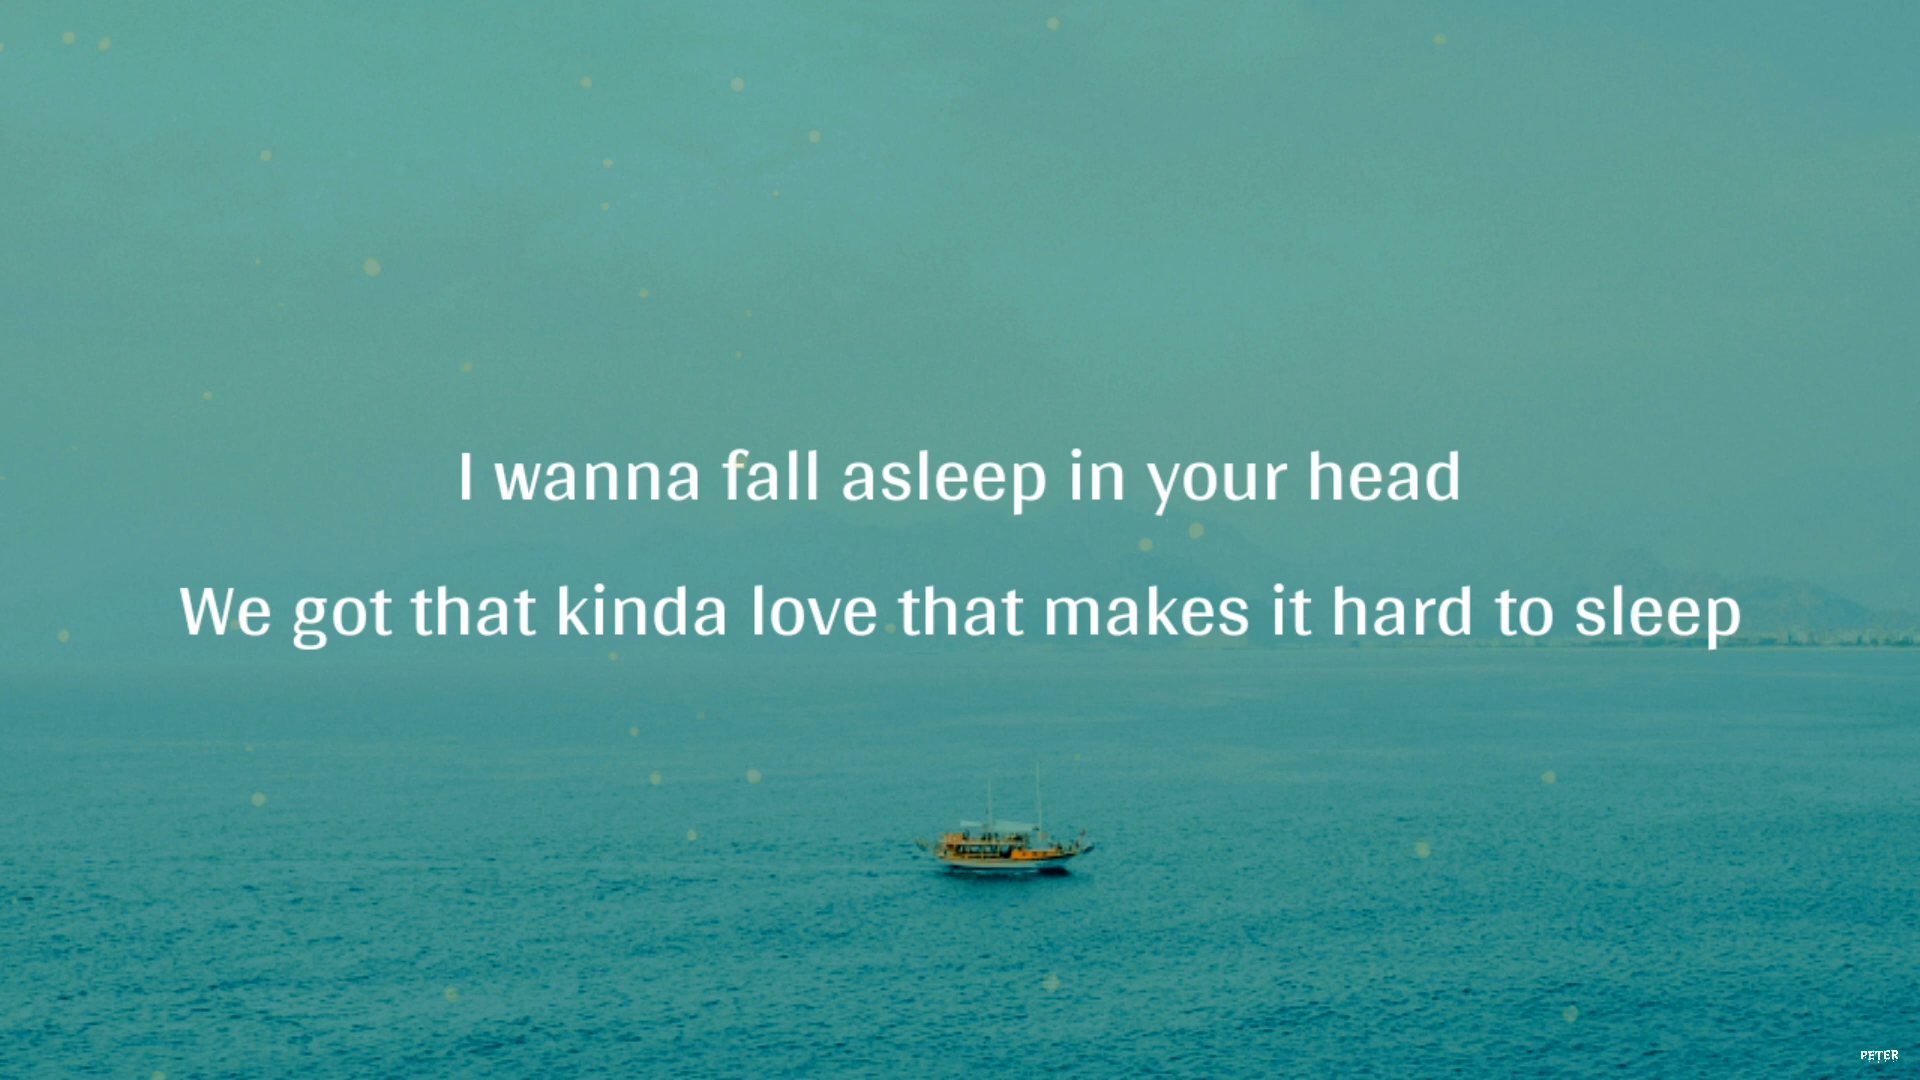 I wanna fall asleep in your head
We got that kinda love that makes it hard to sleep
PETER